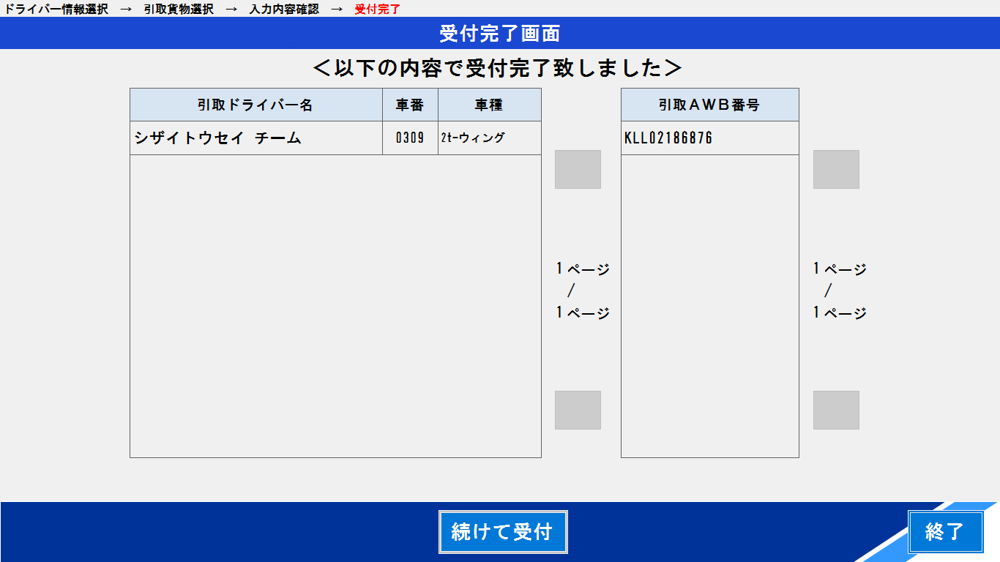 ドライバー情報選択　→　引取貨物選択　→　入力内容確認　→　受付完了
受付完了画面
＜以下の内容で受付完了致しました＞
引取ドライバー名 車番 車種
シザイトウセイ チーム 0309 2t-ウィング
引取ＡＷＢ番号
KLL02186876
1 ページ
/
1 ページ
1 ページ
/
1 ページ
続けて受付
終了